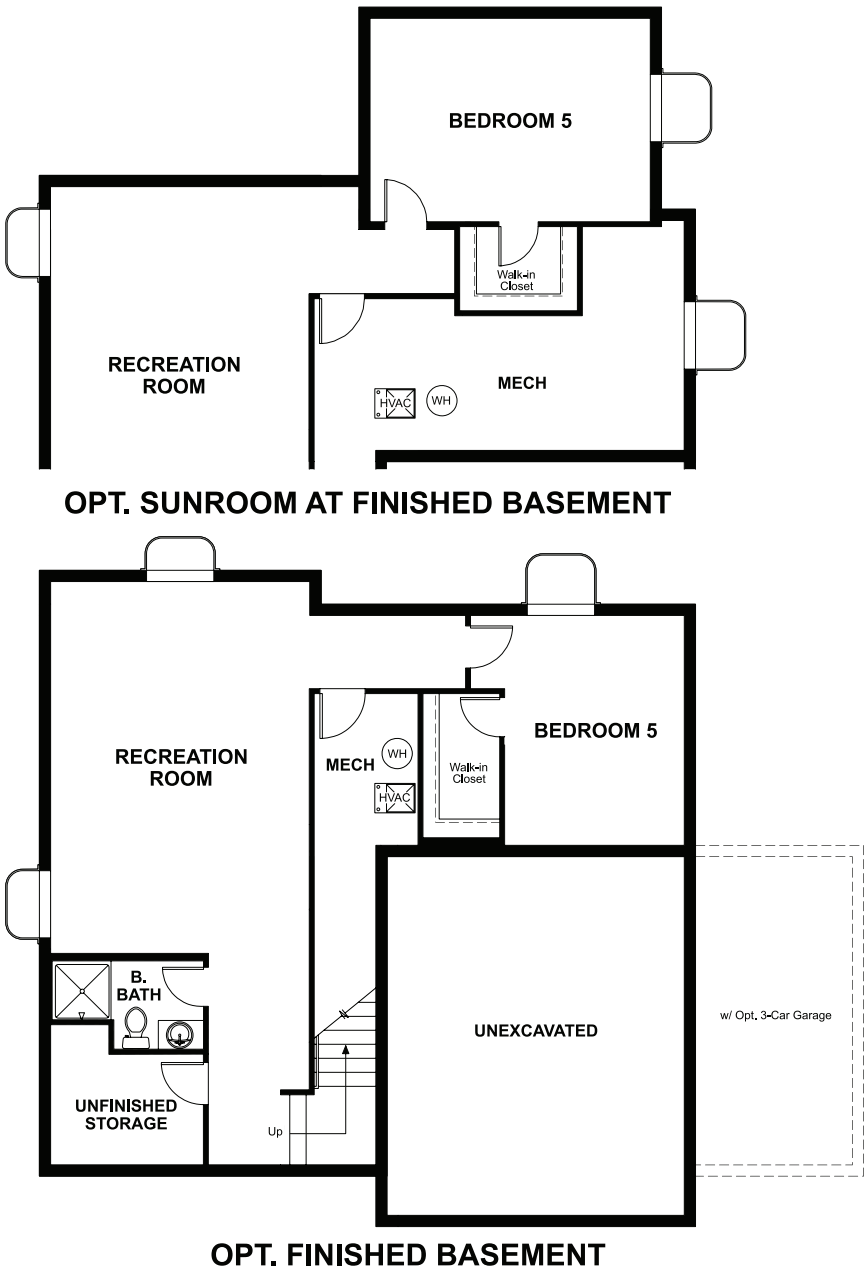 BEDROOM 5
Walk-in
Closet
RECREATION
ROOM
MECH
HVAC
WH
OPT. SUNROOM AT FINISHED BASEMENT
BEDROOM 5
RECREATION
ROOM
MECH
WH
HVAC
Walk-in
Closet
B.
BATH
UNEXCAVATED
w/ Opt. 3-Car Garage
UNFINISHED
STORAGE
Up
OPT. FINISHED BASEMENT